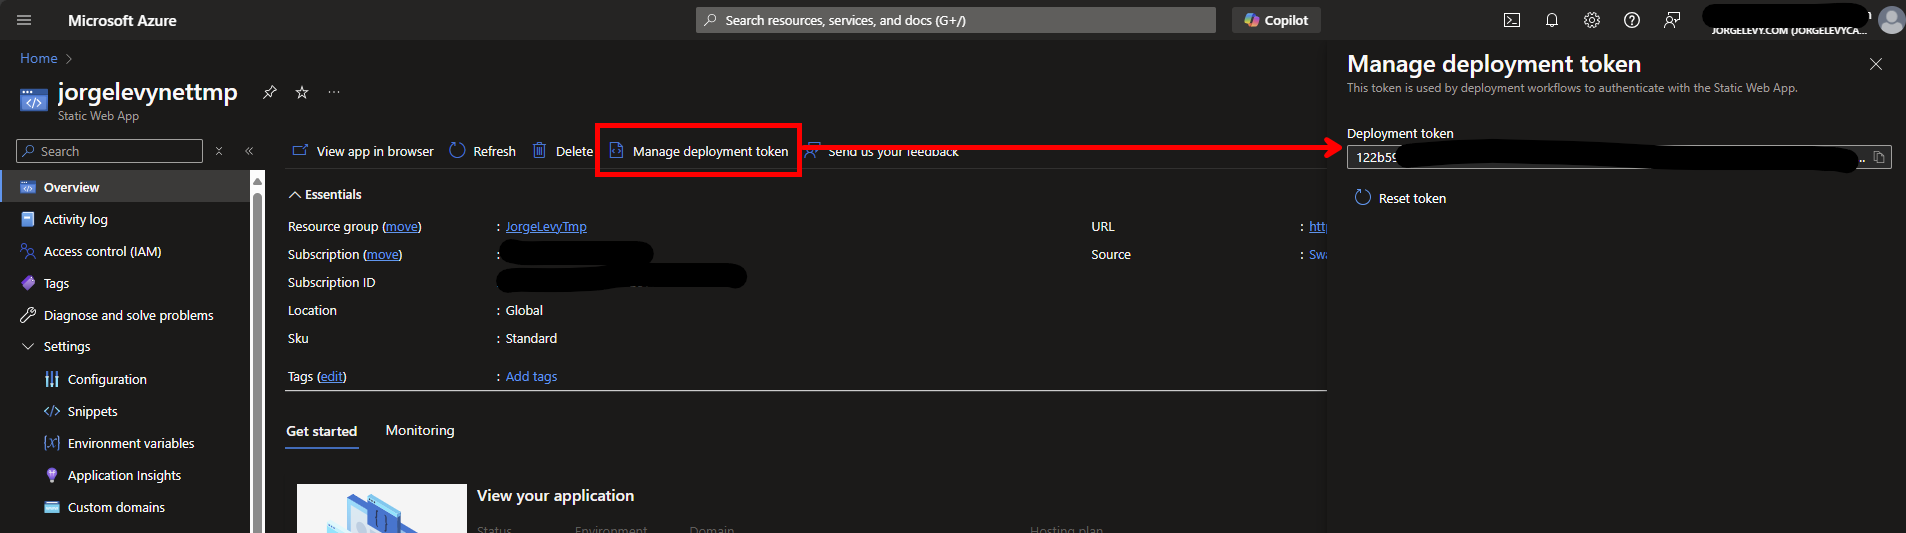 Microsoft Azure
Search resources, services, and docs (G+/)
Copilot
JORGELEVY.COM (JORGELEVYCA...
Home
jorgelevynettmp
Static Web App
Search
Overview
Activity log
Access control (IAM)
Tags
Diagnose and solve problems
Settings
Configuration
Snippets
Environment variables
Application Insights
Custom domains
View app in browser
Refresh
Delete
Manage deployment token
Send us your feedback
Essentials
Resource group (move) : JorgeLevyTmp
Subscription (move) :
Subscription ID
Location : Global
Sku : Standard
Tags (edit) : Add tags
URL : htt
Source : Swa
Get started
Monitoring
View your application
Status
Environment
Domain
Hosting plan
Manage deployment token
This token is used by deployment workflows to authenticate with the Static Web App.
Deployment token
122b59
..
Reset token